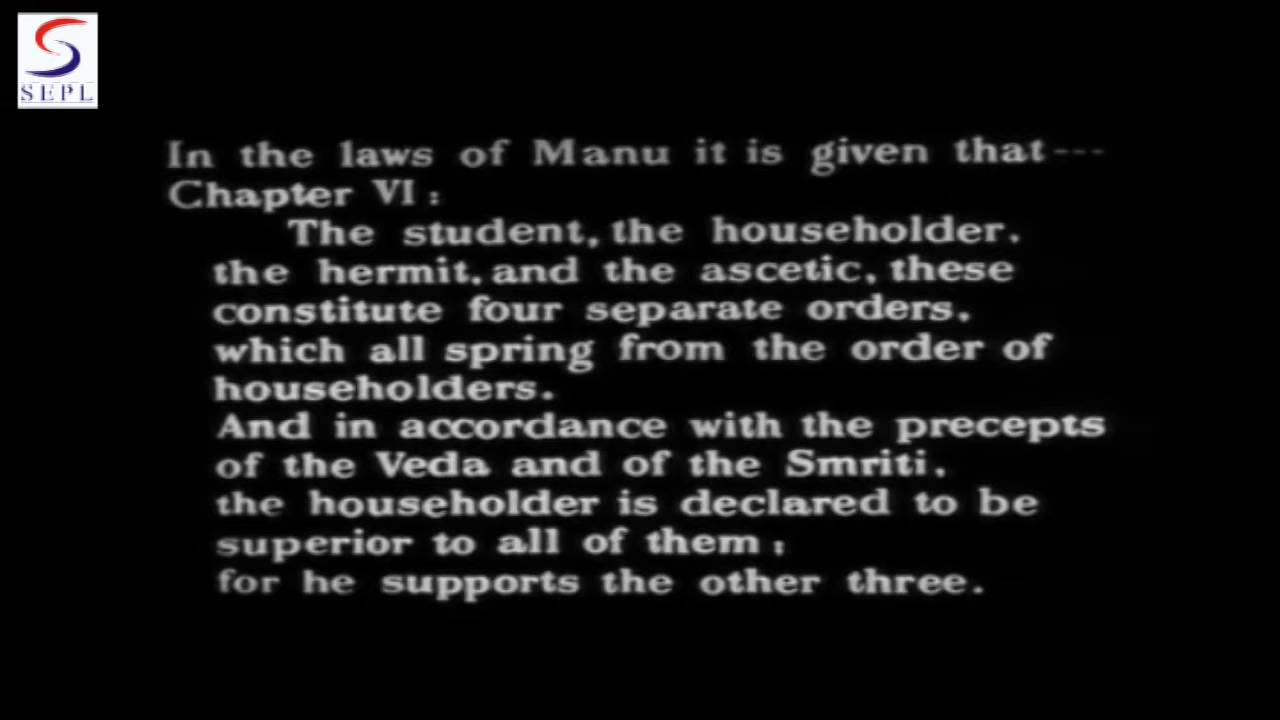 SEPL
In the laws of Manu it is given that---
Chapter VI:
The student, the householder,
the hermit, and the ascetic, these
constitute four separate orders,
which all spring from the order of
householders.
And in accordance with the precepts
of the Veda and of the Smriti,
the householder is declared to be
superior to all of them;
for he supports the other three.